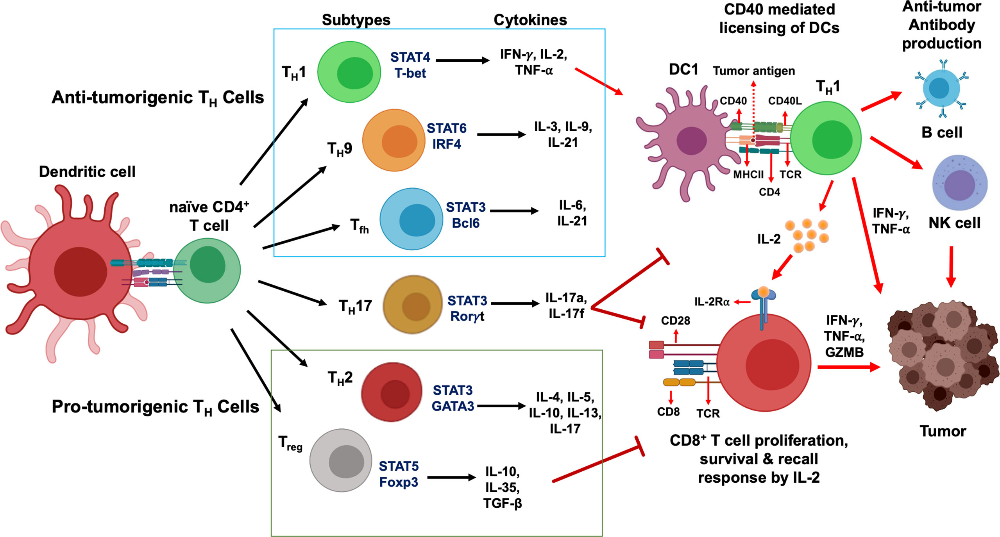 Subtypes
Cytokines
Anti-tumorigenic TH Cells
TH1
STAT4
T-bet
IFN-γ, IL-2,
TNF-α
TH9
STAT6
IRF4
IL-3, IL-9,
IL-21
Tfh
STAT3
Bcl6
IL-6,
IL-21
Dendritic cell
naïve CD4+
T cell
TH17
STAT3
Rorγt
IL-17a,
IL-17f
Pro-tumorigenic TH Cells
TH2
STAT3
GATA3
IL-4, IL-5,
IL-10, IL-13,
IL-17
Treg
STAT5
Foxp3
IL-10,
IL-35,
TGF-β
CD40 mediated
licensing of DCs
DC1
Tumor antigen
TH1
CD40
CD40L
MHCII
TCR
CD4
Anti-tumor
Antibody
production
B cell
NK cell
IFN-γ,
TNF-α
IL-2
IL-2Rα
CD28
CD8
TCR
IFN-γ,
TNF-α,
GZMB
Tumor
CD8+ T cell proliferation,
survival & recall
response by IL-2